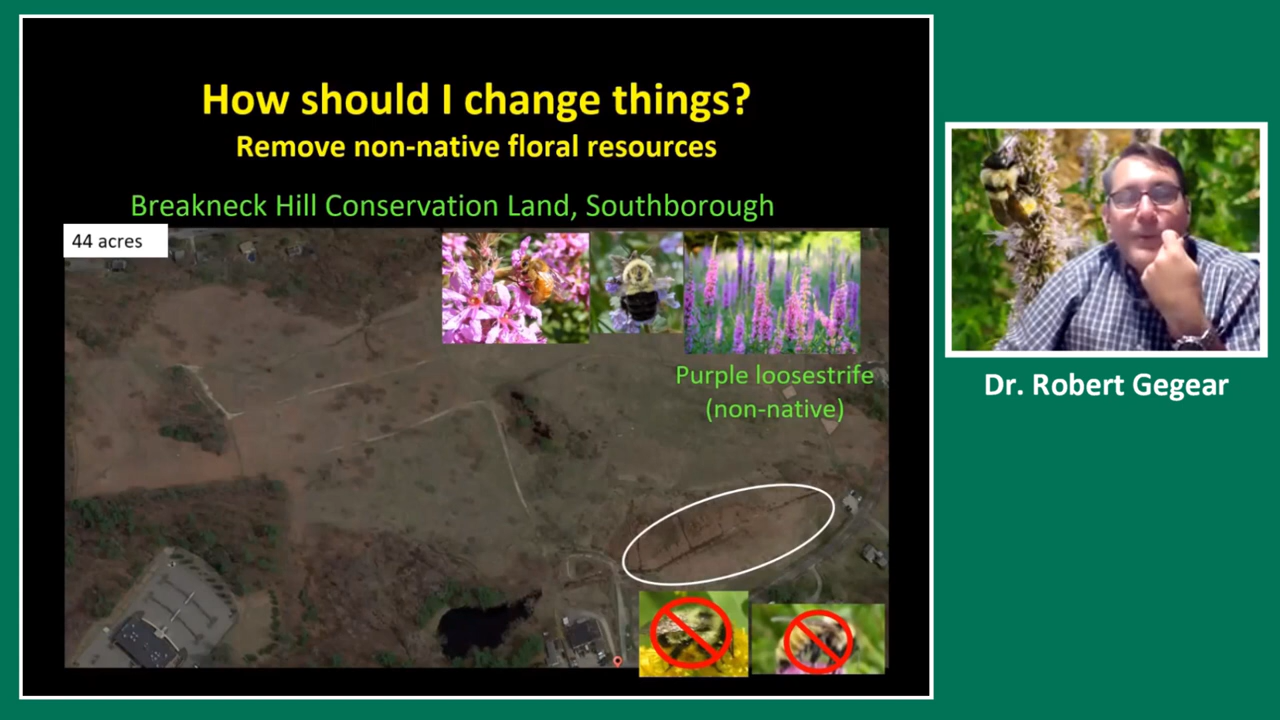 How should I change things?
Remove non-native floral resources
Breakneck Hill Conservation Land, Southborough
44 acres
Purple loosestrife
(non-native)
Dr. Robert Gegear